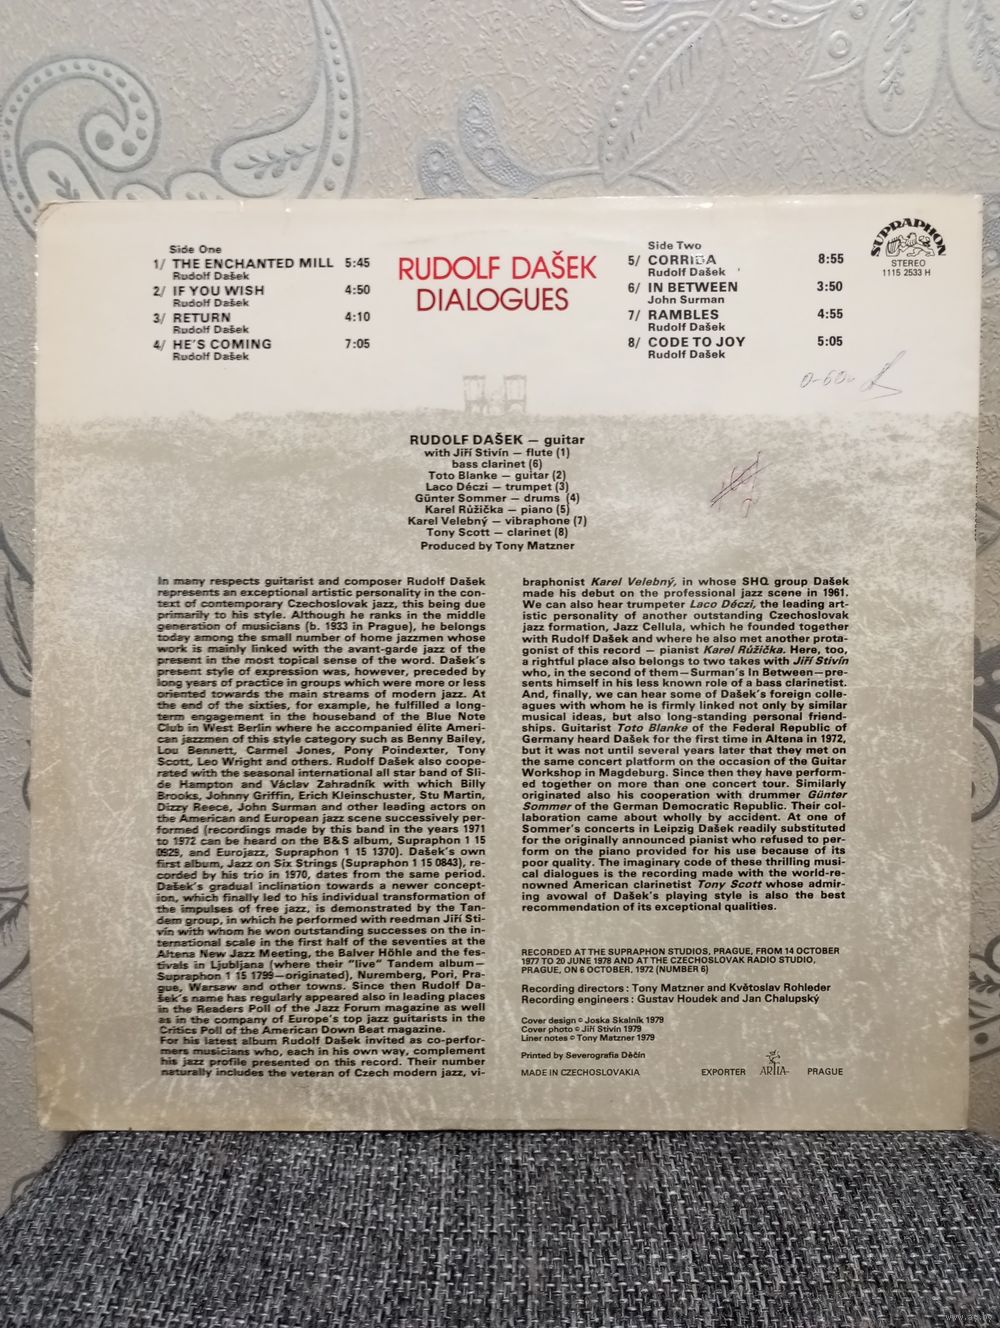 Side One
1/ THE ENCHANTED MILL 5:45
Rudolf Dašek
2/ IF YOU WISH 4:50
Rudolf Dašek
3/ RETURN 4:10
Rudolf Dašek
4/ HE'S COMING 7:05
Rudolf Dašek
RUDOLF DAŠEK
DIALOGUES
Side Two
5/ CORRIDA 8:55
Rudolf Dašek
6/ IN BETWEEN 3:50
John Surman
7/ RAMBLES 4:55
Rudolf Dašek
8/ CODE TO JOY 5:05
Rudolf Dašek
SUPRAPHON
STEREO
1115 2533 H
RUDOLF DAŠEK — guitar
with Jiří Stivín — flute (1)
bass clarinet (6)
Toto Blanke — guitar (2)
Laco Déczi — trumpet (3)
Günter Sommer — drums (4)
Karel Růžička — piano (5)
Karel Velebný — vibraphone (7)
Tony Scott — clarinet (8)
Produced by Tony Matzner
In many respects guitarist and composer Rudolf Dašek
represents an exceptional artistic personality in the con-
text of contemporary Czechoslovak jazz, this being due
primarily to his style. Although he ranks in the middle
generation of musicians (b. 1933 in Prague), he belongs
today among the small number of home jazzmen whose
work is mainly linked with the avant-garde jazz of the
present in the most topical sense of the word. Dašek's
present style of expression was, however, preceded by
long years of practice in groups which were more or less
oriented towards the main streams of modern jazz. At
the end of the sixties, for example, he fulfilled a long-
term engagement in the houseband of the Blue Note
Club in West Berlin where he accompanied élite Ameri-
can jazzmen of this style category such as Benny Bailey,
Lou Bennett, Carmel Jones, Pony Poindexter, Tony
Scott, Leo Wright and others. Rudolf Dašek also coope-
rated with the seasonal international all star band of Sli-
de Hampton and Václav Zahradník with which Billy
Brooks, Johnny Griffin, Erich Kleinschuster, Stu Martin,
Dizzy Reece, John Surman and other leading actors on
the American and European jazz scene successively per-
formed (recordings made by this band in the years 1971
to 1972 can be heard on the B&S album, Supraphon 1 15
0929, and Eurojazz, Supraphon 1 15 1370). Dašek's own
first album, Jazz on Six Strings (Supraphon 1 15 0843), re-
corded by his trio in 1970, dates from the same period.
Dašek's gradual inclination towards a newer concept-
ion, which finally led to his individual transformation of
the impulses of free jazz, is demonstrated by the Tan-
dem group, in which he performed with reedman Jiří Sti-
vín with whom he won outstanding successes on the in-
ternational scale in the first half of the seventies at the
Altena New Jazz Meeting, the Balver Höhle and the fes-
tivals in Ljubljana (where their "live" Tandem album—
Supraphon 1 15 1799—originated), Nuremberg, Pori, Pra-
gue, Warsaw and other towns. Since then Rudolf Da-
šek's name has regularly appeared also in leading places
in the Readers Poll of the Jazz Forum magazine as well
as in the company of Europe's top jazz guitarists in the
Critics Poll of the American Down Beat magazine.
For his latest album Rudolf Dašek invited as co-perfor-
mers musicians who, each in his own way, complement
his jazz profile presented on this record. Their number
naturally includes the veteran of Czech modern jazz, vi-
braphonist Karel Velebný, in whose SHQ group Dašek
made his debut on the professional jazz scene in 1961.
We can also hear trumpeter Laco Déczi, the leading art-
istic personality of another outstanding Czechoslovak
jazz formation, Jazz Cellula, which he founded together
with Rudolf Dašek and where he also met another prota-
gonist of this record — pianist Karel Růžička. Here, too,
a rightful place also belongs to two takes with Jiří Stivín
who, in the second of them—Surman's In Between—pre-
sents himself in his less known role of a bass clarinetist.
And, finally, we can hear some of Dašek's foreign colle-
agues with whom he is firmly linked not only by similar
musical ideas, but also long-standing personal friend-
ships. Guitarist Toto Blanke of the Federal Republic of
Germany heard Dašek for the first time in Altena in 1972,
but it was not until several years later that they met on
the same concert platform on the occasion of the Guitar
Workshop in Magdeburg. Since then they have perform-
ed together on more than one concert tour. Similarly
originated also his cooperation with drummer Günter
Sommer of the German Democratic Republic. Their col-
laboration came about wholly by accident. At one of
Sommer's concerts in Leipzig Dašek readily substituted
for the originally announced pianist who refused to per-
form on the piano provided for his use because of its
poor quality. The imaginary code of these thrilling musi-
cal dialogues is the recording made with the world-re-
nowned American clarinetist Tony Scott whose admir-
ing avowal of Dašek's playing style is also the best
recommendation of its exceptional qualities.
RECORDED AT THE SUPRAPHON STUDIOS, PRAGUE, FROM 14 OCTOBER
1977 TO 20 JUNE 1978 AND AT THE CZECHOSLOVAK RADIO STUDIO,
PRAGUE, ON 6 OCTOBER, 1972 (NUMBER 6)
Recording directors : Tony Matzner and Květoslav Rohleder
Recording engineers : Gustav Houdek and Jan Chalupský
Cover design © Joska Skalník 1979
Cover photo © Jiří Stivín 1979
Liner notes © Tony Matzner 1979
Printed by Severografia Děčín
MADE IN CZECHOSLOVAKIA EXPORTER ARTIA PRAGUE